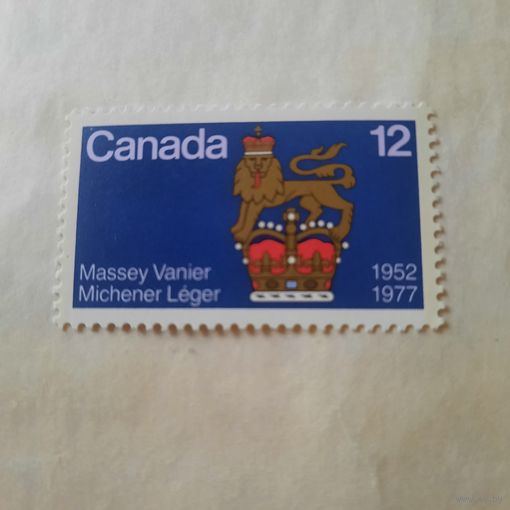 Canada 12
Massey Vanier 1952
Michener Léger 1977